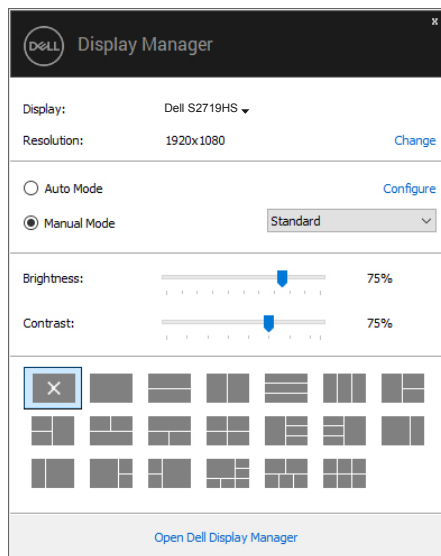 x
DELL Display Manager
Display: Dell S2719HS
Resolution: 1920x1080 Change
Auto Mode Configure
Manual Mode Standard
Brightness: 75%
Contrast: 75%
Open Dell Display Manager